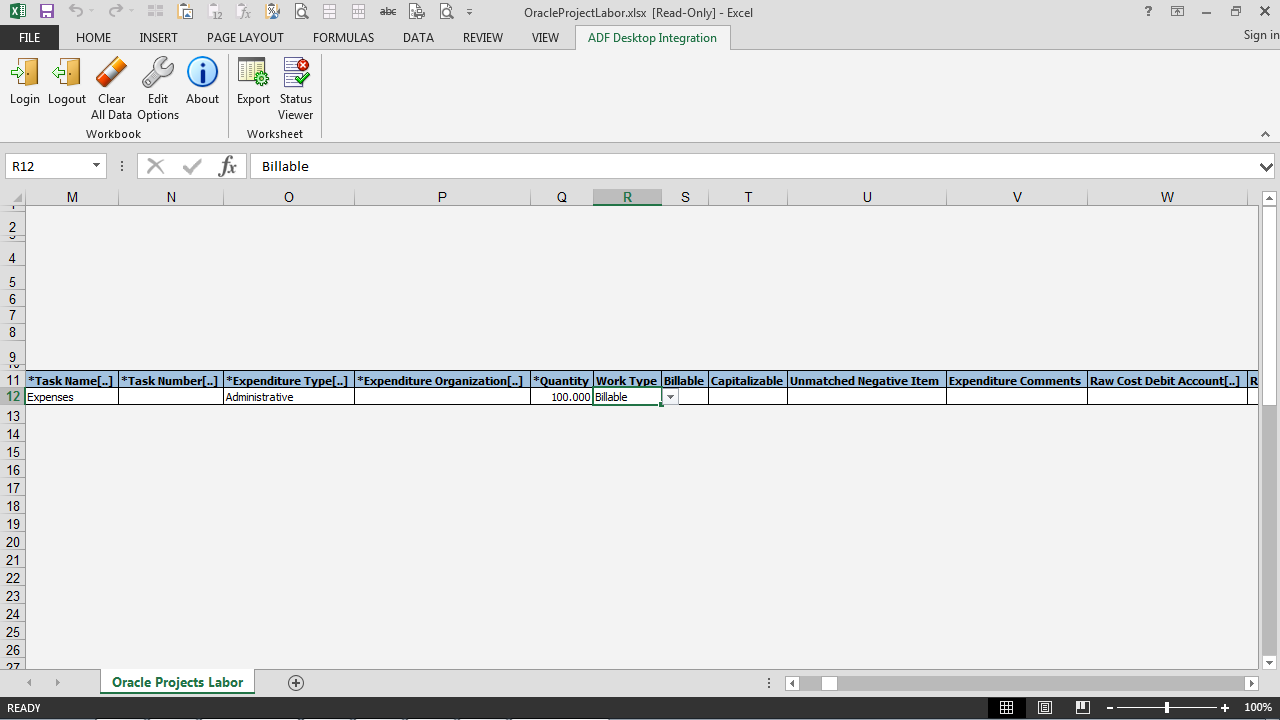 OracleProjectLabor.xlsx [Read-Only] - Excel
FILE HOME INSERT PAGE LAYOUT FORMULAS DATA REVIEW VIEW ADF Desktop Integration Sign in
Login Logout Clear All Data Edit Options About Export Status Viewer
Workbook Worksheet
R12 fx Billable
M N O P Q R S T U V W
2
4
5
6
7
8
9
11 *Task Name[..] *Task Number[..] *Expenditure Type[..] *Expenditure Organization[..] *Quantity Work Type Billable Capitalizable Unmatched Negative Item Expenditure Comments Raw Cost Debit Account[..] R
12 Expenses Administrative 100.000 Billable
13
14
15
16
17
18
19
20
21
22
23
24
25
26
27
Oracle Projects Labor
READY 100%